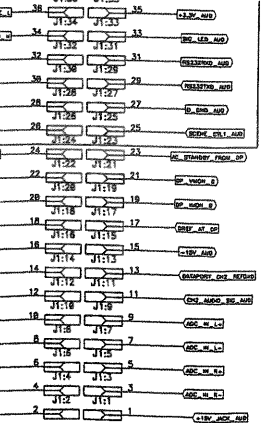 36 35 +3.3V_AUD
J1:34 J1:33
34 33 SIG_LED_AUD
J1:32 J1:31
32 31 RS232RXD_AUD
J1:30 J1:29
30 29 RS232TXD_AUD
J1:28 J1:27
28 27 D_GND_AUD
J1:26 J1:25
26 25 SCENE_CTL1_AUD
J1:24 J1:23
24 23 AC_STANDBY_FROM_DP
J1:22 J1:21
22 21
J1:20 J1:19
20 19
J1:18 J1:17
18 17 DREF_AT_DP
J1:16 J1:15
16 15 -15V_AUD
J1:14 J1:13
14 13 DATAPORT_CH2_REFGND
J1:12 J1:11
12 11 CH2_AUDIO_SIG_AUD
J1:10 J1:9
10 9 ADC_IN_L+
J1:8 J1:7
8 7 ADC_IN_L-
J1:6 J1:5
6 5 ADC_IN_R+
J1:4 J1:3
4 3 ADC_IN_R-
J1:2 J1:1
2 1 +15V_JACK_AUD